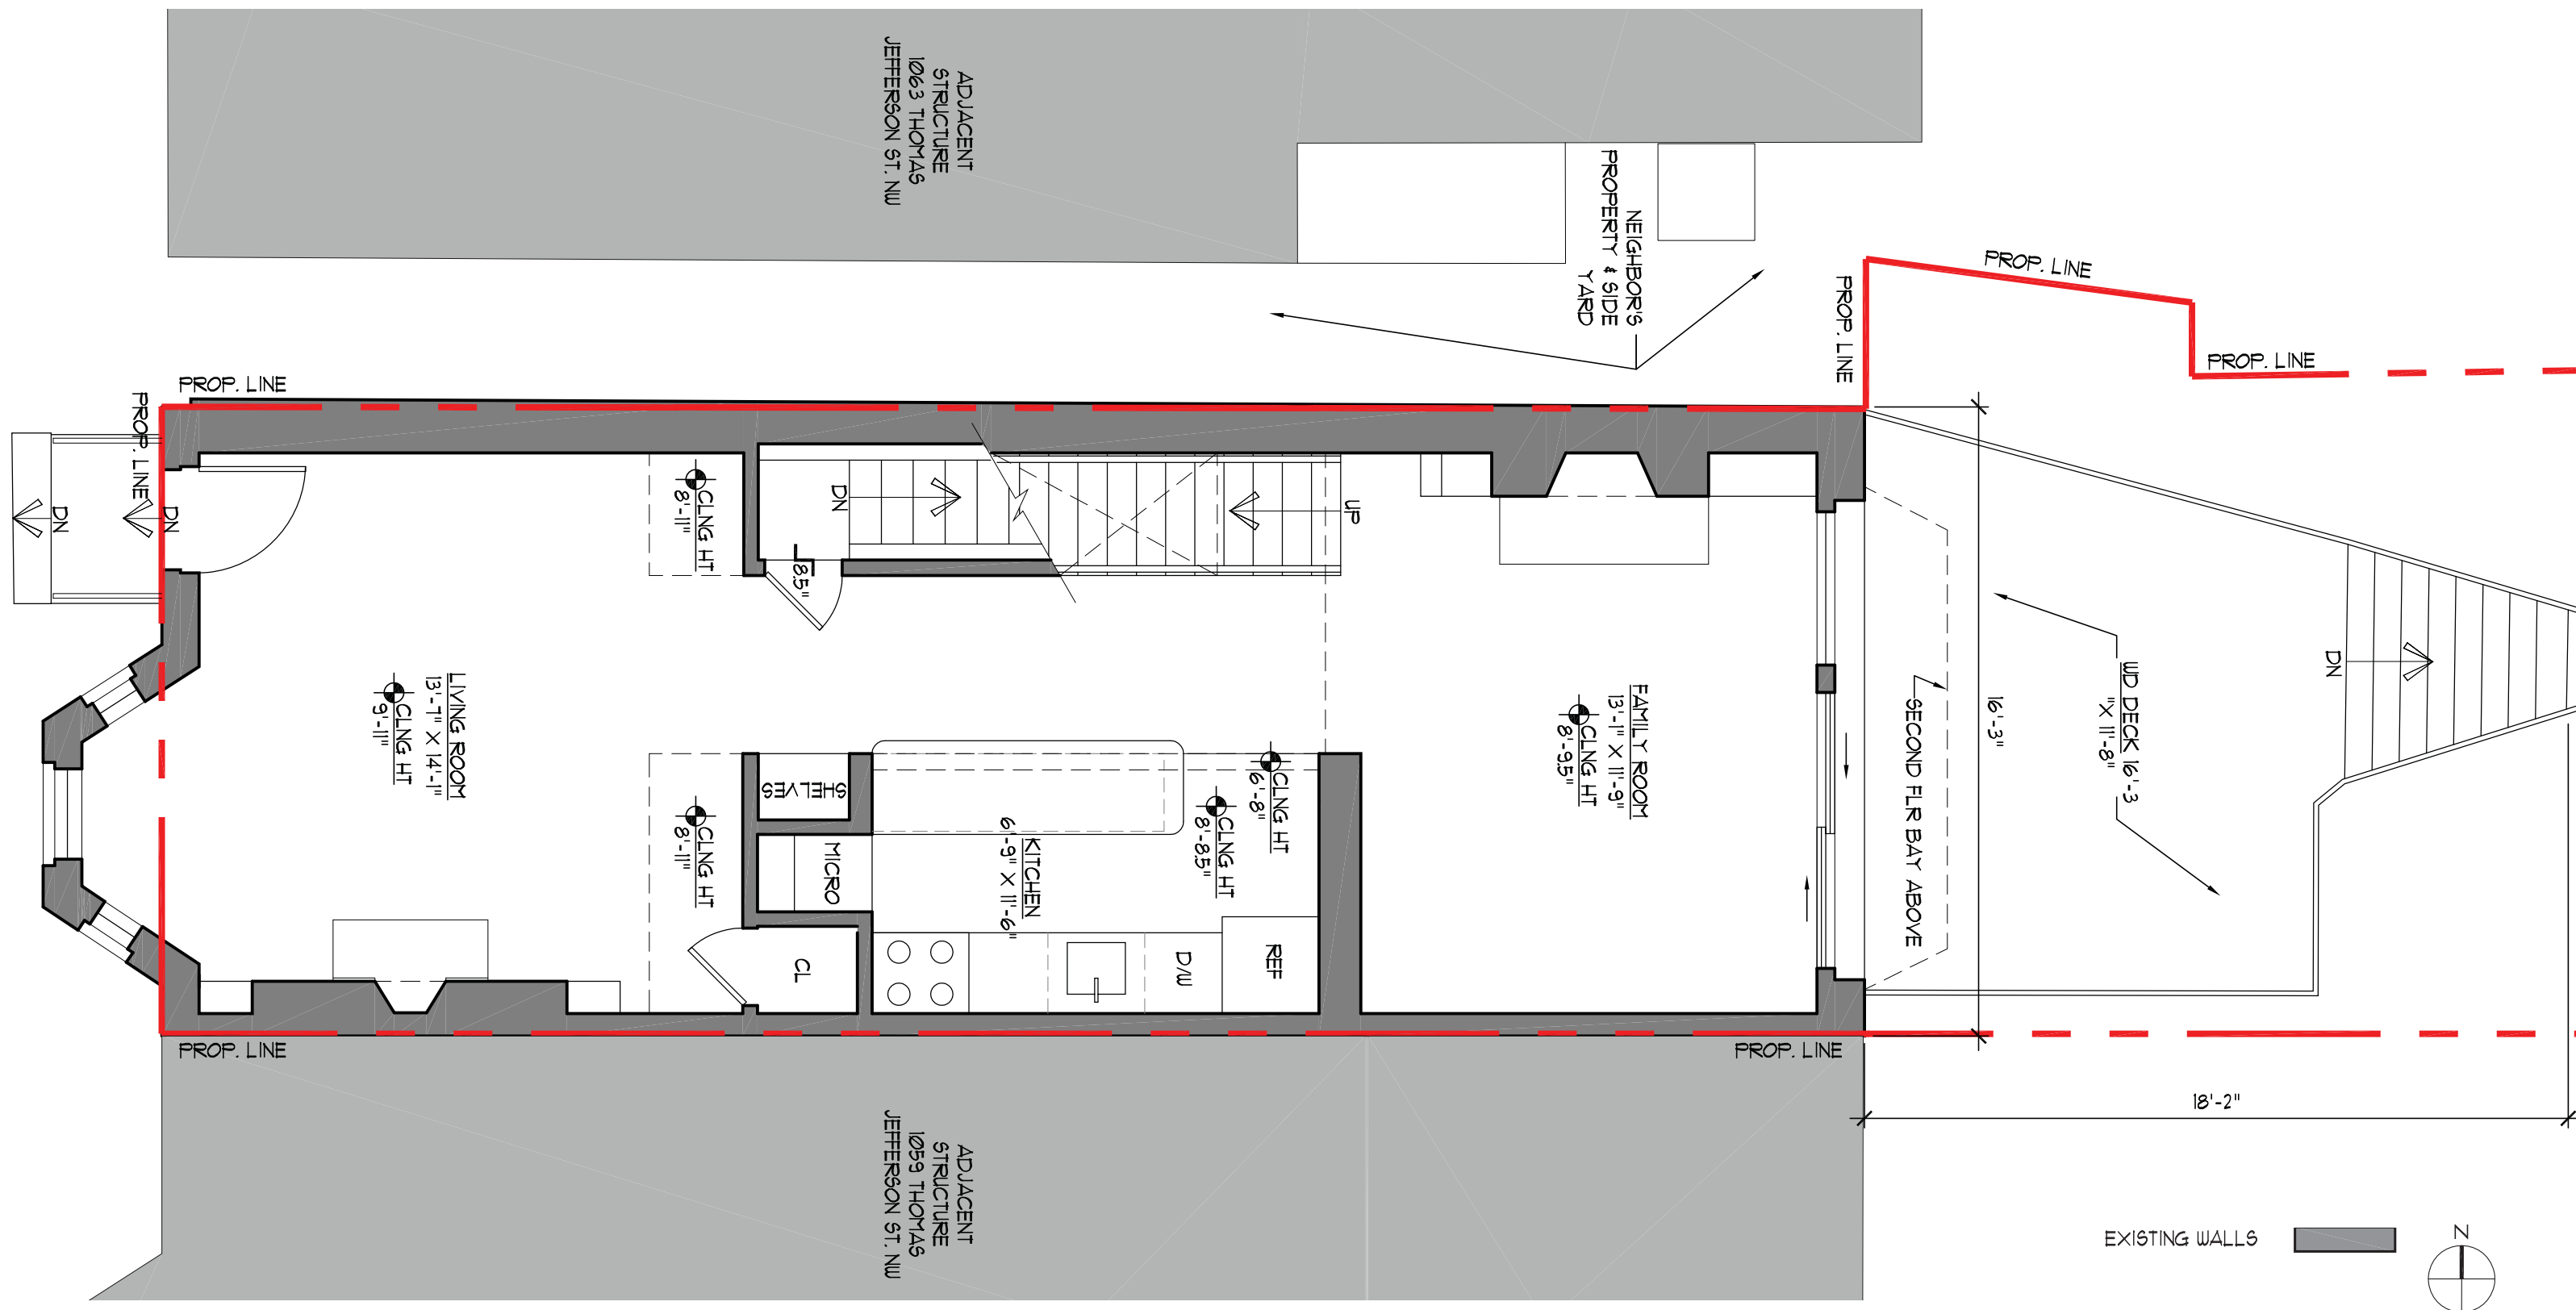 ADJACENT
STRUCTURE
1063 THOMAS
JEFFERSON ST. NW
NEIGHBOR'S
PROPERTY & SIDE
YARD
PROP. LINE
PROP. LINE
PROP. LINE
PROP. LINE
PROP. LINE
DN
DN
CLNG HT
8'-11"
DN
8.5"
UP
LIVING ROOM
13'-7" X 14'-1"
CLNG HT
9'-11"
CLNG HT
8'-11"
SHELVES
MICRO
CL
KITCHEN
6'-9" X 11'-6"
CLNG HT
6'-8"
CLNG HT
8'-8.5"
D/W
REF
FAMILY ROOM
13'-1" X 11'-9"
CLNG HT
8'-9.5"
SECOND FLR BAY ABOVE
16'-3"
WD DECK 16'-3
"X 11'-8"
DN
PROP. LINE
PROP. LINE
18'-2"
ADJACENT
STRUCTURE
1059 THOMAS
JEFFERSON ST. NW
EXISTING WALLS
N